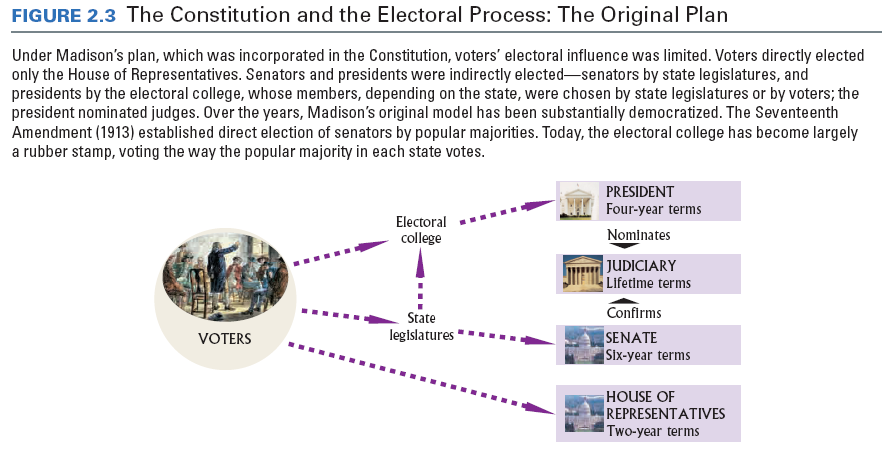 FIGURE 2.3 The Constitution and the Electoral Process: The Original Plan
Under Madison's plan, which was incorporated in the Constitution, voters' electoral influence was limited. Voters directly elected
only the House of Representatives. Senators and presidents were indirectly elected—senators by state legislatures, and
presidents by the electoral college, whose members, depending on the state, were chosen by state legislatures or by voters; the
president nominated judges. Over the years, Madison's original model has been substantially democratized. The Seventeenth
Amendment (1913) established direct election of senators by popular majorities. Today, the electoral college has become largely
a rubber stamp, voting the way the popular majority in each state votes.
VOTERS
Electoral
college
State
legislatures
PRESIDENT
Four-year terms
Nominates
JUDICIARY
Lifetime terms
Confirms
SENATE
Six-year terms
HOUSE OF
REPRESENTATIVES
Two-year terms